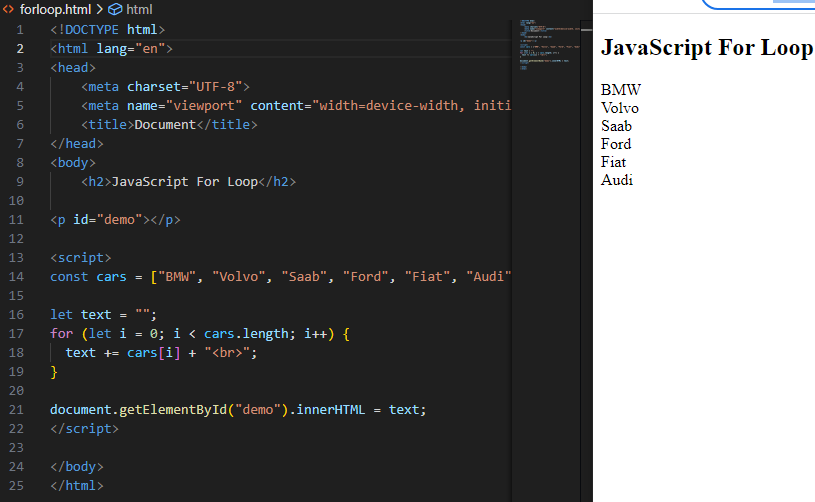 forloop.html > html
1 <!DOCTYPE html>
2 <html lang="en">
3 <head>
4 <meta charset="UTF-8">
5 <meta name="viewport" content="width=device-width, initi
6 <title>Document</title>
7 </head>
8 <body>
9 <h2>JavaScript For Loop</h2>
10
11 <p id="demo"></p>
12
13 <script>
14 const cars = ["BMW", "Volvo", "Saab", "Ford", "Fiat", "Audi"
15
16 let text = "";
17 for (let i = 0; i < cars.length; i++) {
18 text += cars[i] + "<br>";
19 }
20
21 document.getElementById("demo").innerHTML = text;
22 </script>
23
24 </body>
25 </html>
JavaScript For Loop
BMW
Volvo
Saab
Ford
Fiat
Audi